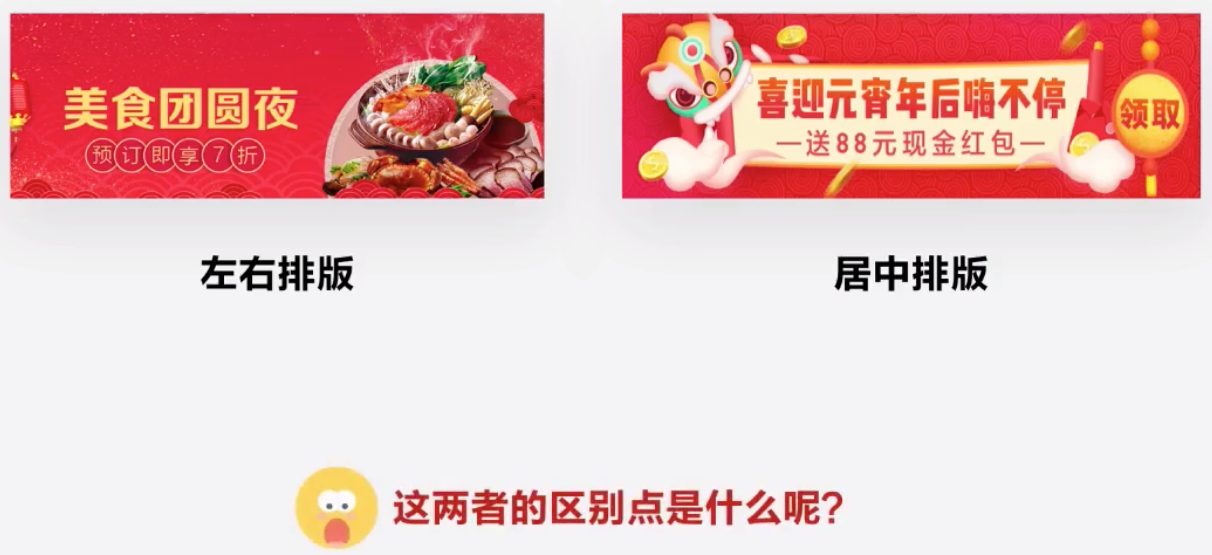 美食团圆夜
预订即享7折
喜迎元宵年后嗨不停
—送88元现金红包—
领取
左右排版
居中排版
这两者的区别点是什么呢?